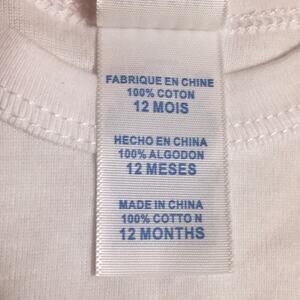 FABRIQUE EN CHINE
100% COTON
12 MOIS
HECHO EN CHINA
100% ALGODON
12 MESES
MADE IN CHINA
100% COTTO N
12 MONTHS